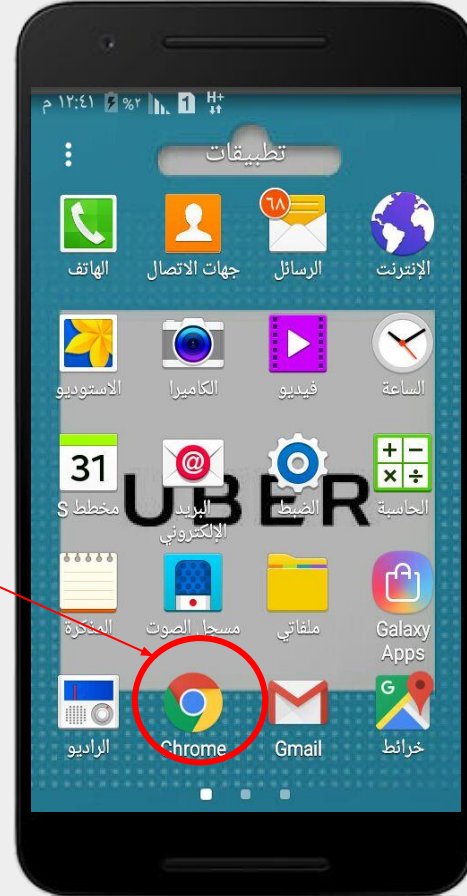 ١٢:٤١ م %٢ 1 H+
تطبيقات
٦٨
الإنترنت الرسائل جهات الاتصال الهاتف
الساعة فيديو الكاميرا الاستوديو
31
@
+ − × ÷
UBER
الحاسبة الضبط البريد الإلكتروني مخطط S
Galaxy Apps ملفاتي مسجل الصوت المذكرة
G
خرائط Gmail Chrome الراديو